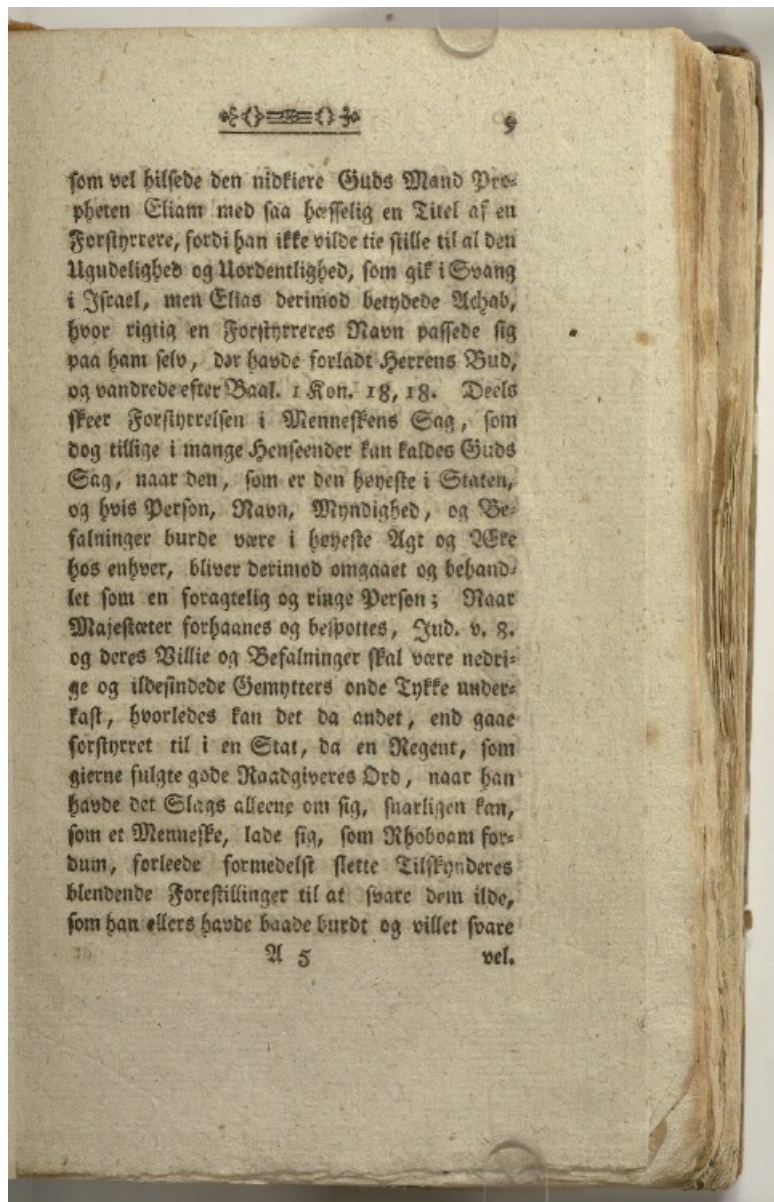 9
som vel hilsede den nidkiere Guds Mand Pro-
pheten Eliam med saa hæsselig en Titel af en
Forstyrrere, fordi han ikke vilde tie stille til al den
Ugudelighed og Uordentlighed, som gik i Svang
i Israel, men Elias derimod betydede Achab,
hvor rigtig en Forstyrreres Navn passede sig
paa ham selv, der havde forladt Herrens Bud,
og vandrede efter Baal. 1 Kon. 18, 18. Deels
skeer Forstyrrelsen i Menneskens Sag, som
dog tillige i mange Henseender kan kaldes Guds
Sag, naar den, som er den høyeste i Staten,
og hvis Person, Navn, Myndighed, og Be-
falninger burde være i høyeste Agt og Ære
hos enhver, bliver derimod omgaaet og behand-
let som en foragtelig og ringe Person; Naar
Majestæter forhaanes og bespottes, Jud. v. 8.
og deres Villie og Befalninger skal være nedri-
ge og ildesindede Gemytters onde Tykke under-
kast, hvorledes kan det da andet, end gaae
forstyrret til i en Stat, da en Regent, som
gierne fulgte gode Raadgiveres Ord, naar han
havde det Slags alleene om sig, snarligen kan,
som et Menneske, lade sig, som Rhoboam for-
dum, forleede formedelst slette Tilskynderes
blendende Forestillinger til at svare dem ilde,
som han ellers havde baade burdt og villet svare
A 5 vel.